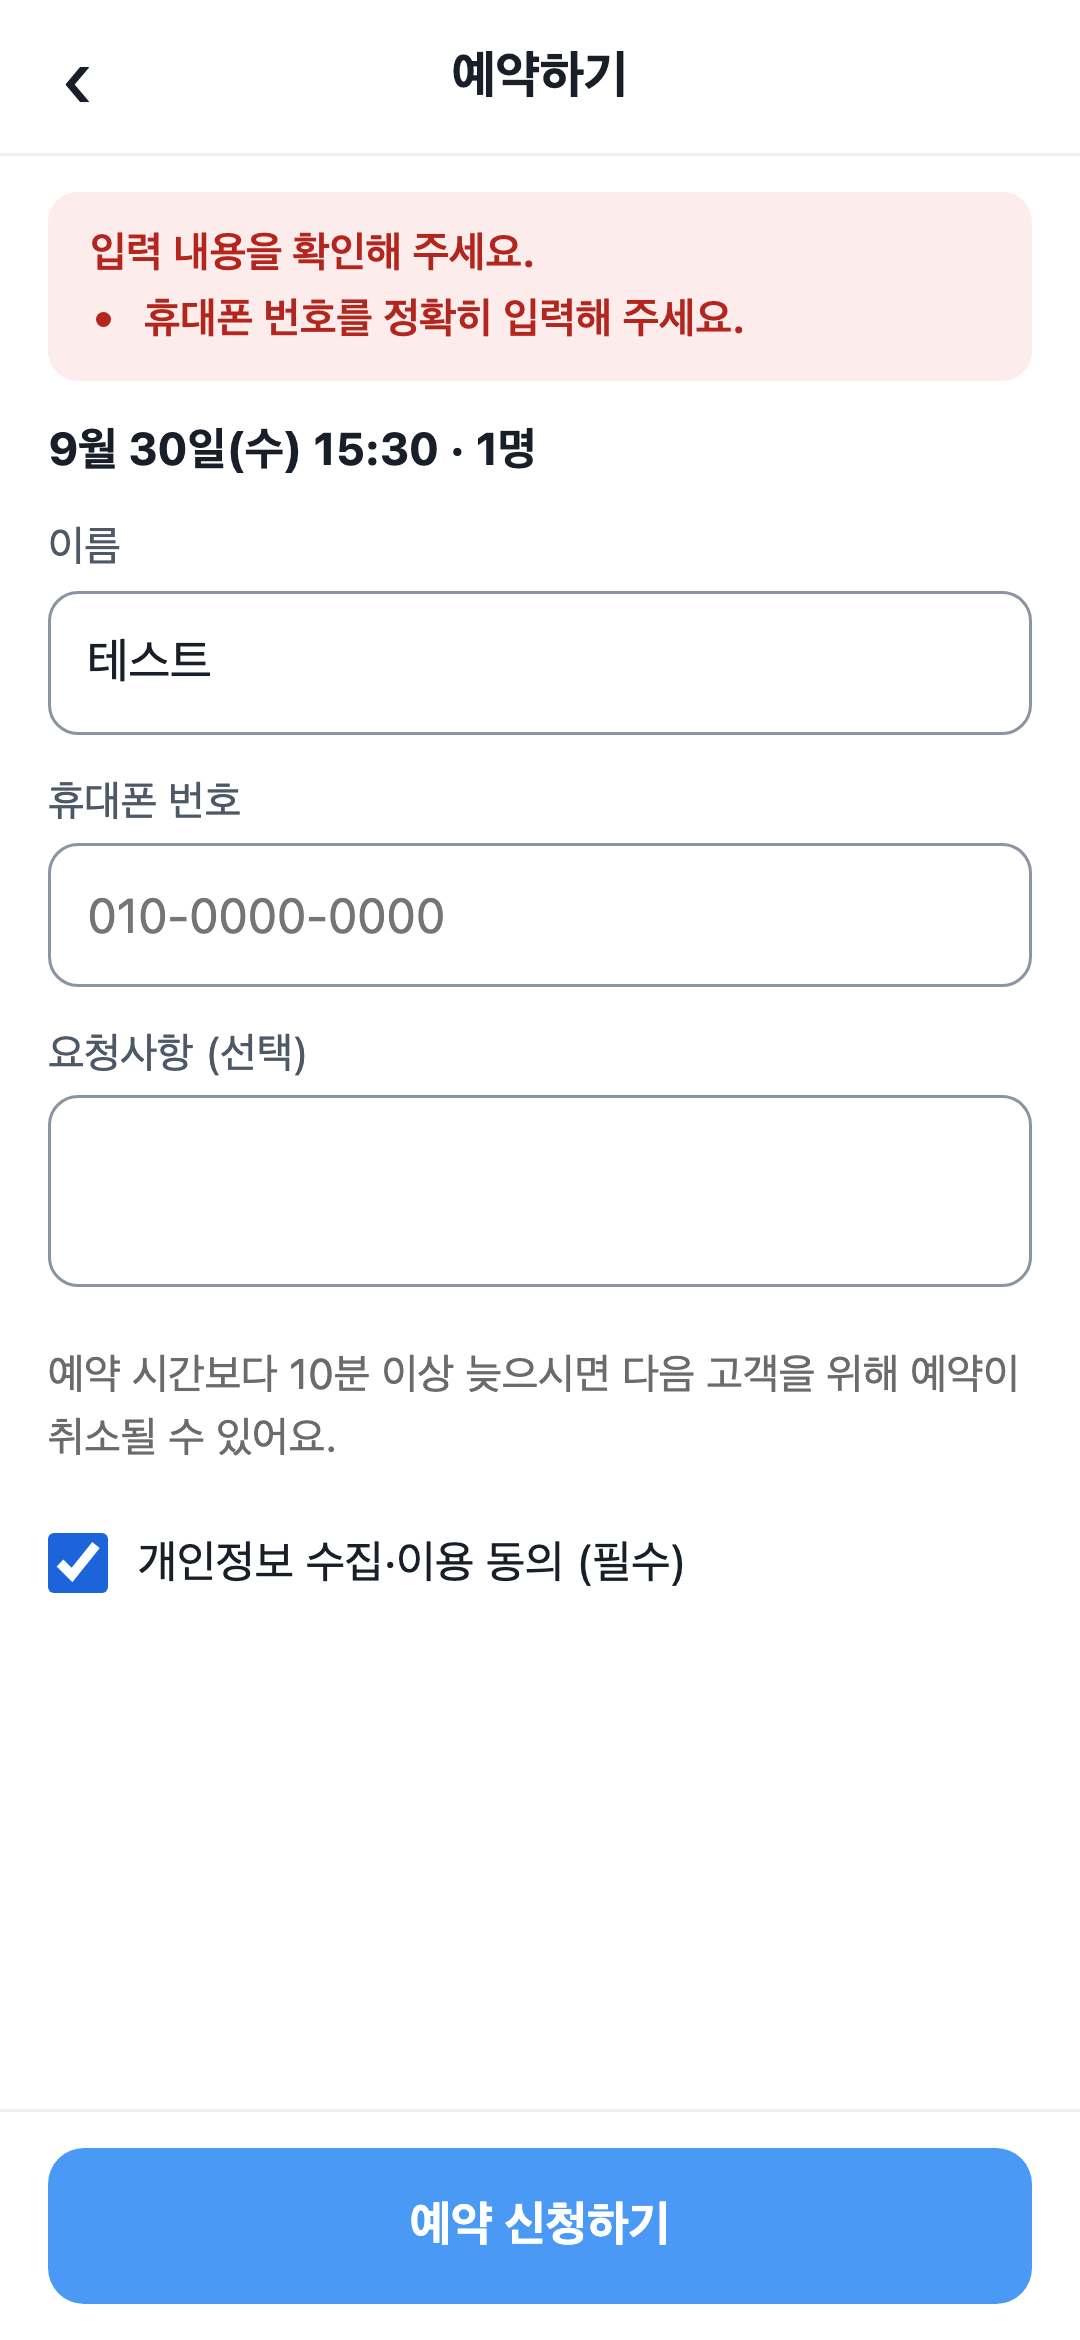 예약하기
입력 내용을 확인해 주세요.
• 휴대폰 번호를 정확히 입력해 주세요.
9월 30일(수) 15:30 · 1명
이름
테스트
휴대폰 번호
010-0000-0000
요청사항 (선택)
예약 시간보다 10분 이상 늦으시면 다음 고객을 위해 예약이
취소될 수 있어요.
개인정보 수집·이용 동의 (필수)
예약 신청하기